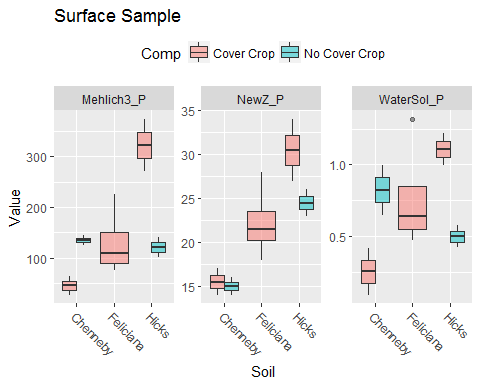 Surface Sample
Comp Cover Crop No Cover Crop
Mehlich3_P NewZ_P WaterSol_P
Value
300
200
100
35
30
25
20
15
1.0
0.5
Chenneby Feliciana Hicks
Chenneby Feliciana Hicks
Chenneby Feliciana Hicks
Soil